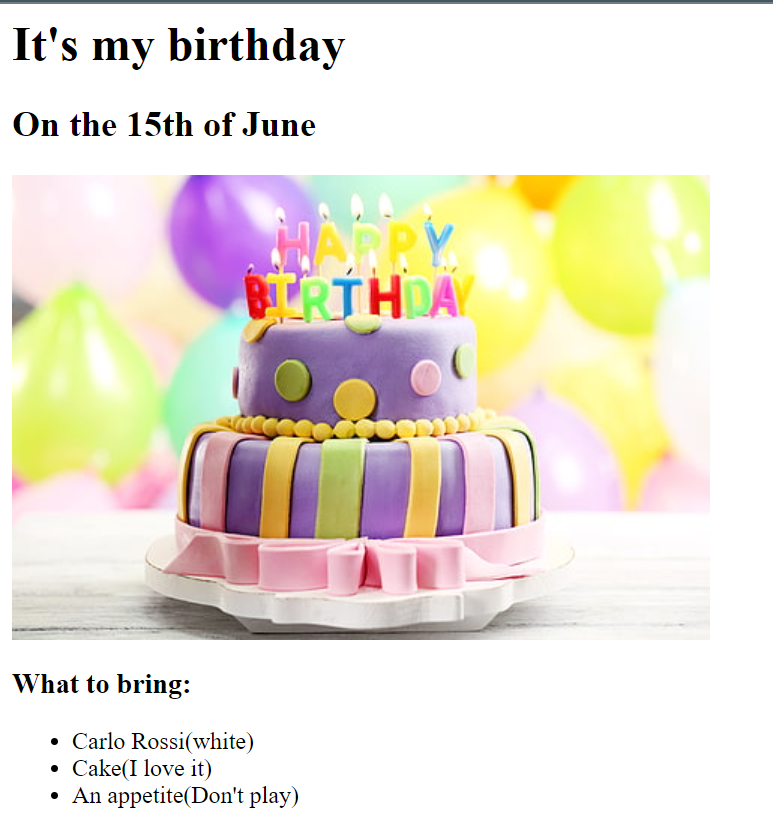 It's my birthday
On the 15th of June
HAPPY
BIRTHDAY
What to bring:
Carlo Rossi(white)
Cake(I love it)
An appetite(Don't play)